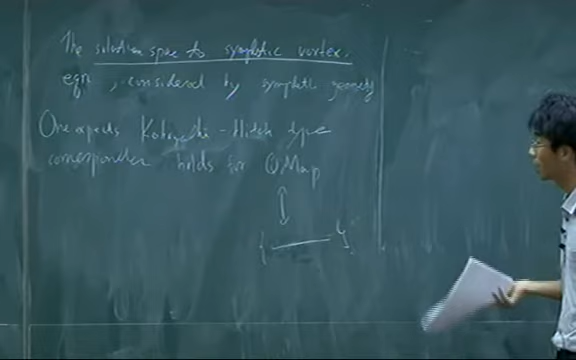 The solution space to symplectic vortex.
eqn, considered by symplectic geometry
One expects Kobayashi-Hitchin type
correspondence holds for QMap